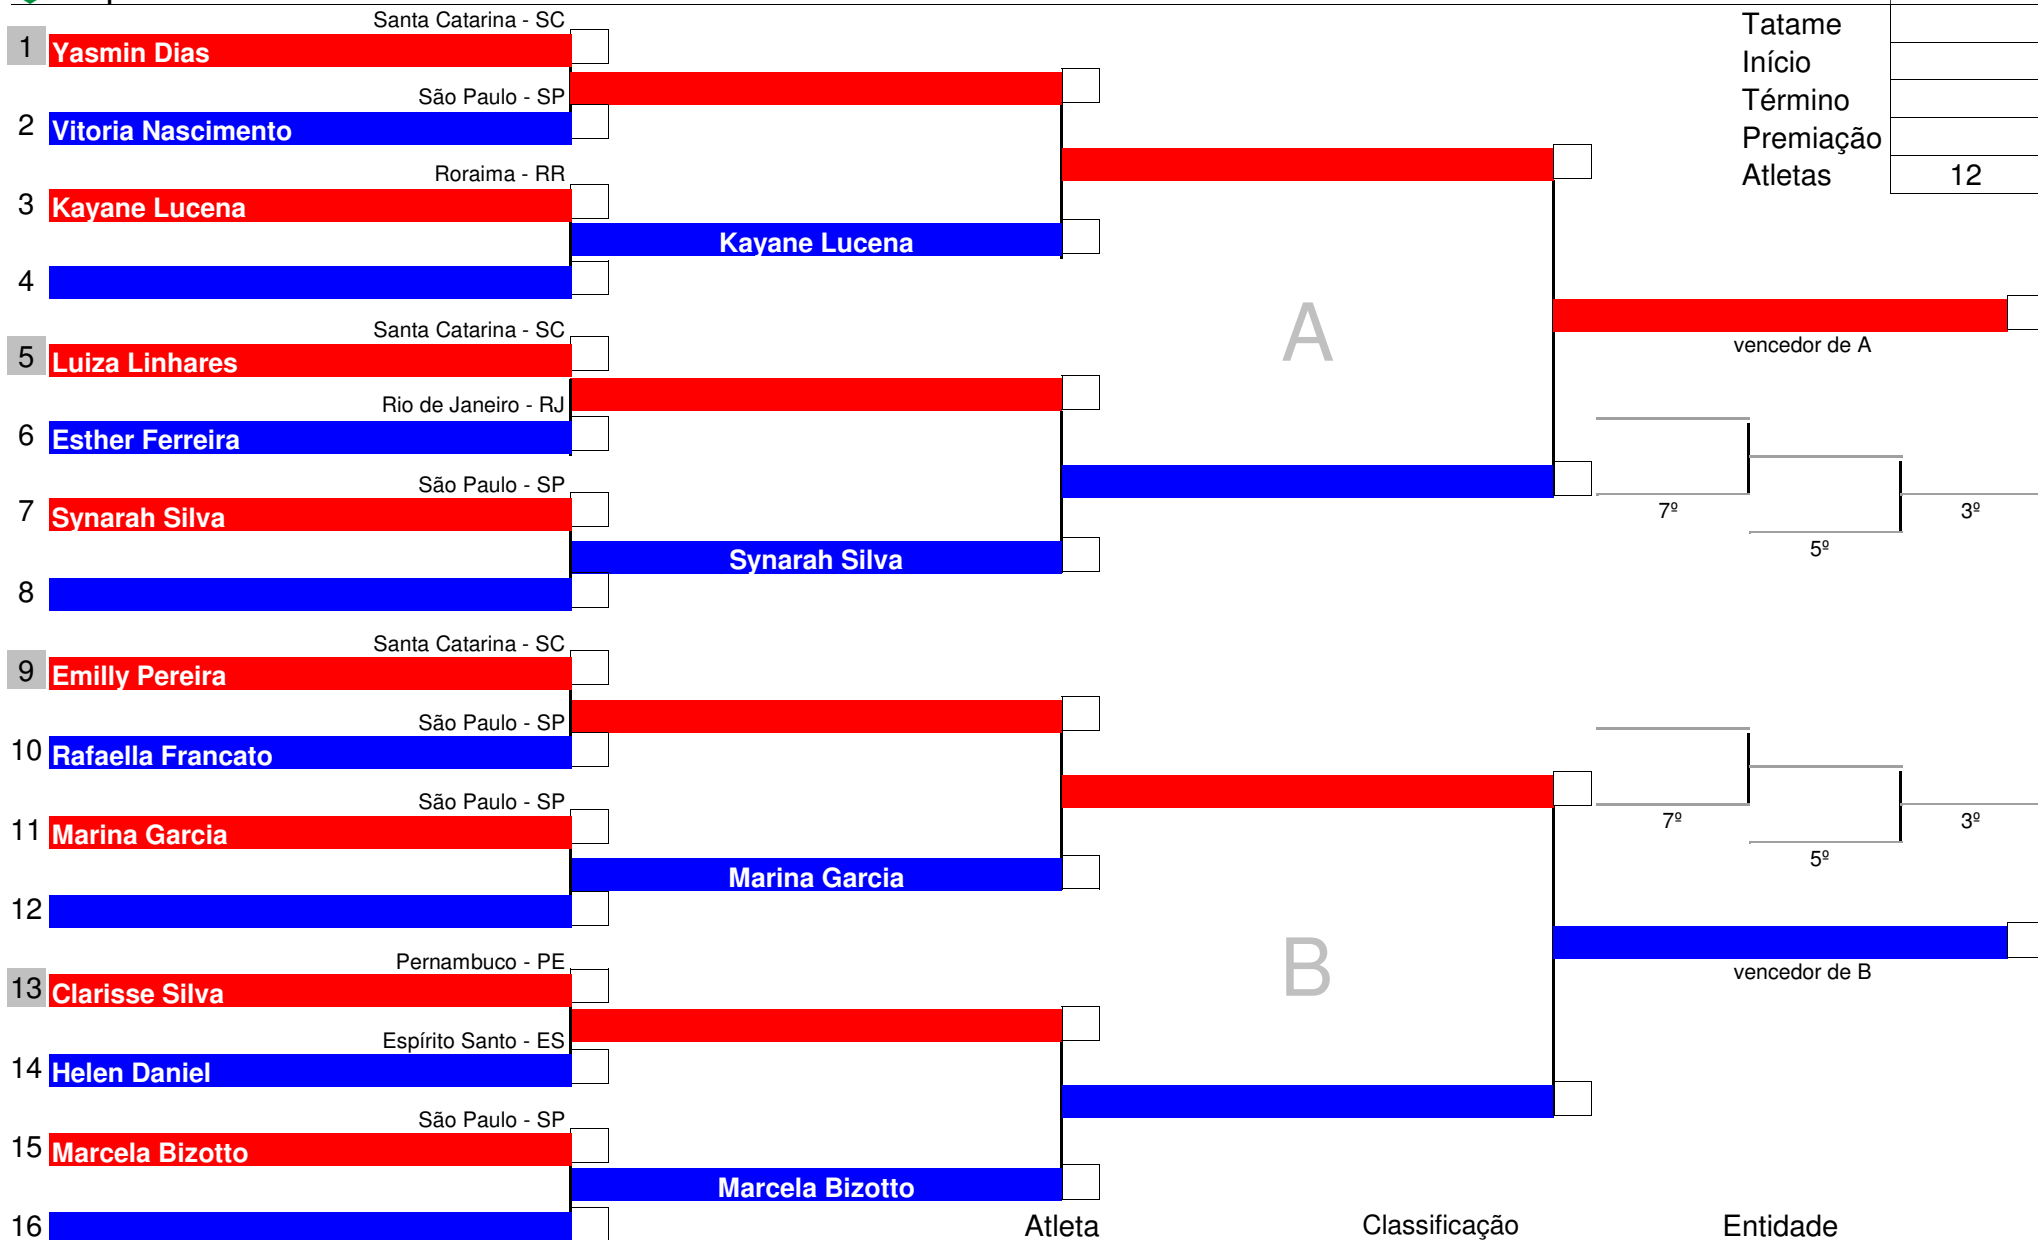 Santa Catarina - SC
1 Yasmin Dias
São Paulo - SP
2 Vitoria Nascimento
Roraima - RR
3 Kayane Lucena
Kayane Lucena
4
Santa Catarina - SC
5 Luiza Linhares
Rio de Janeiro - RJ
6 Esther Ferreira
São Paulo - SP
7 Synarah Silva
Synarah Silva
8
Santa Catarina - SC
9 Emilly Pereira
São Paulo - SP
10 Rafaella Francato
São Paulo - SP
11 Marina Garcia
Marina Garcia
12
Pernambuco - PE
13 Clarisse Silva
Espírito Santo - ES
14 Helen Daniel
São Paulo - SP
15 Marcela Bizotto
Marcela Bizotto
16
A
B
Tatame
Início
Término
Premiação
Atletas 12
vencedor de A
7º
5º
3º
7º
5º
3º
vencedor de B
Atleta Classificação Entidade